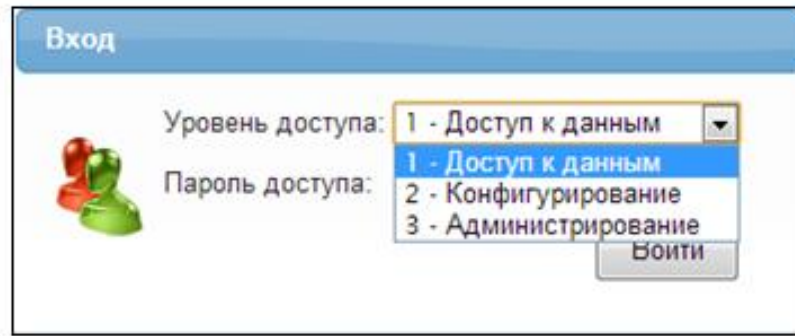 Вход
Уровень доступа: 1 - Доступ к данным
1 - Доступ к данным
Пароль доступа:
2 - Конфигурирование
3 - Администрирование
Войти